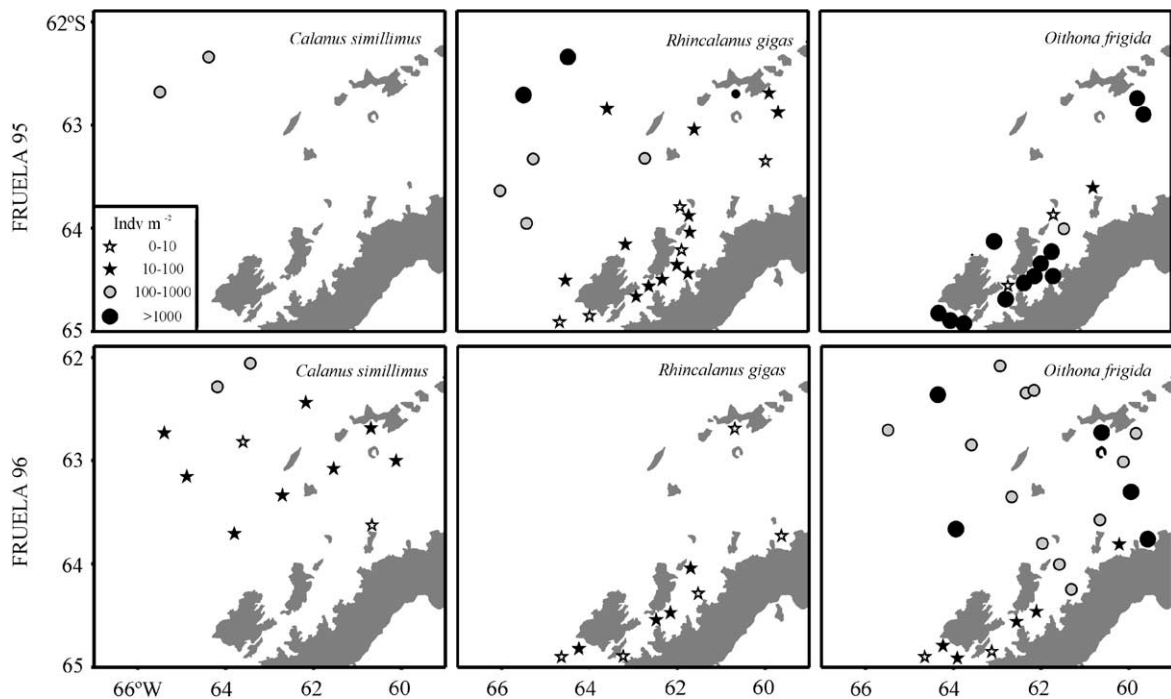 62ºS
Calanus simillimus
Rhincalanus gigas
Oithona frigida
FRUELA 95
63
64
65
Indv m⁻²
0-10
10-100
100-1000
>1000
62
Calanus simillimus
Rhincalanus gigas
Oithona frigida
FRUELA 96
63
64
65
66ºW 64 62 60 66 64 62 60 66 64 62 60